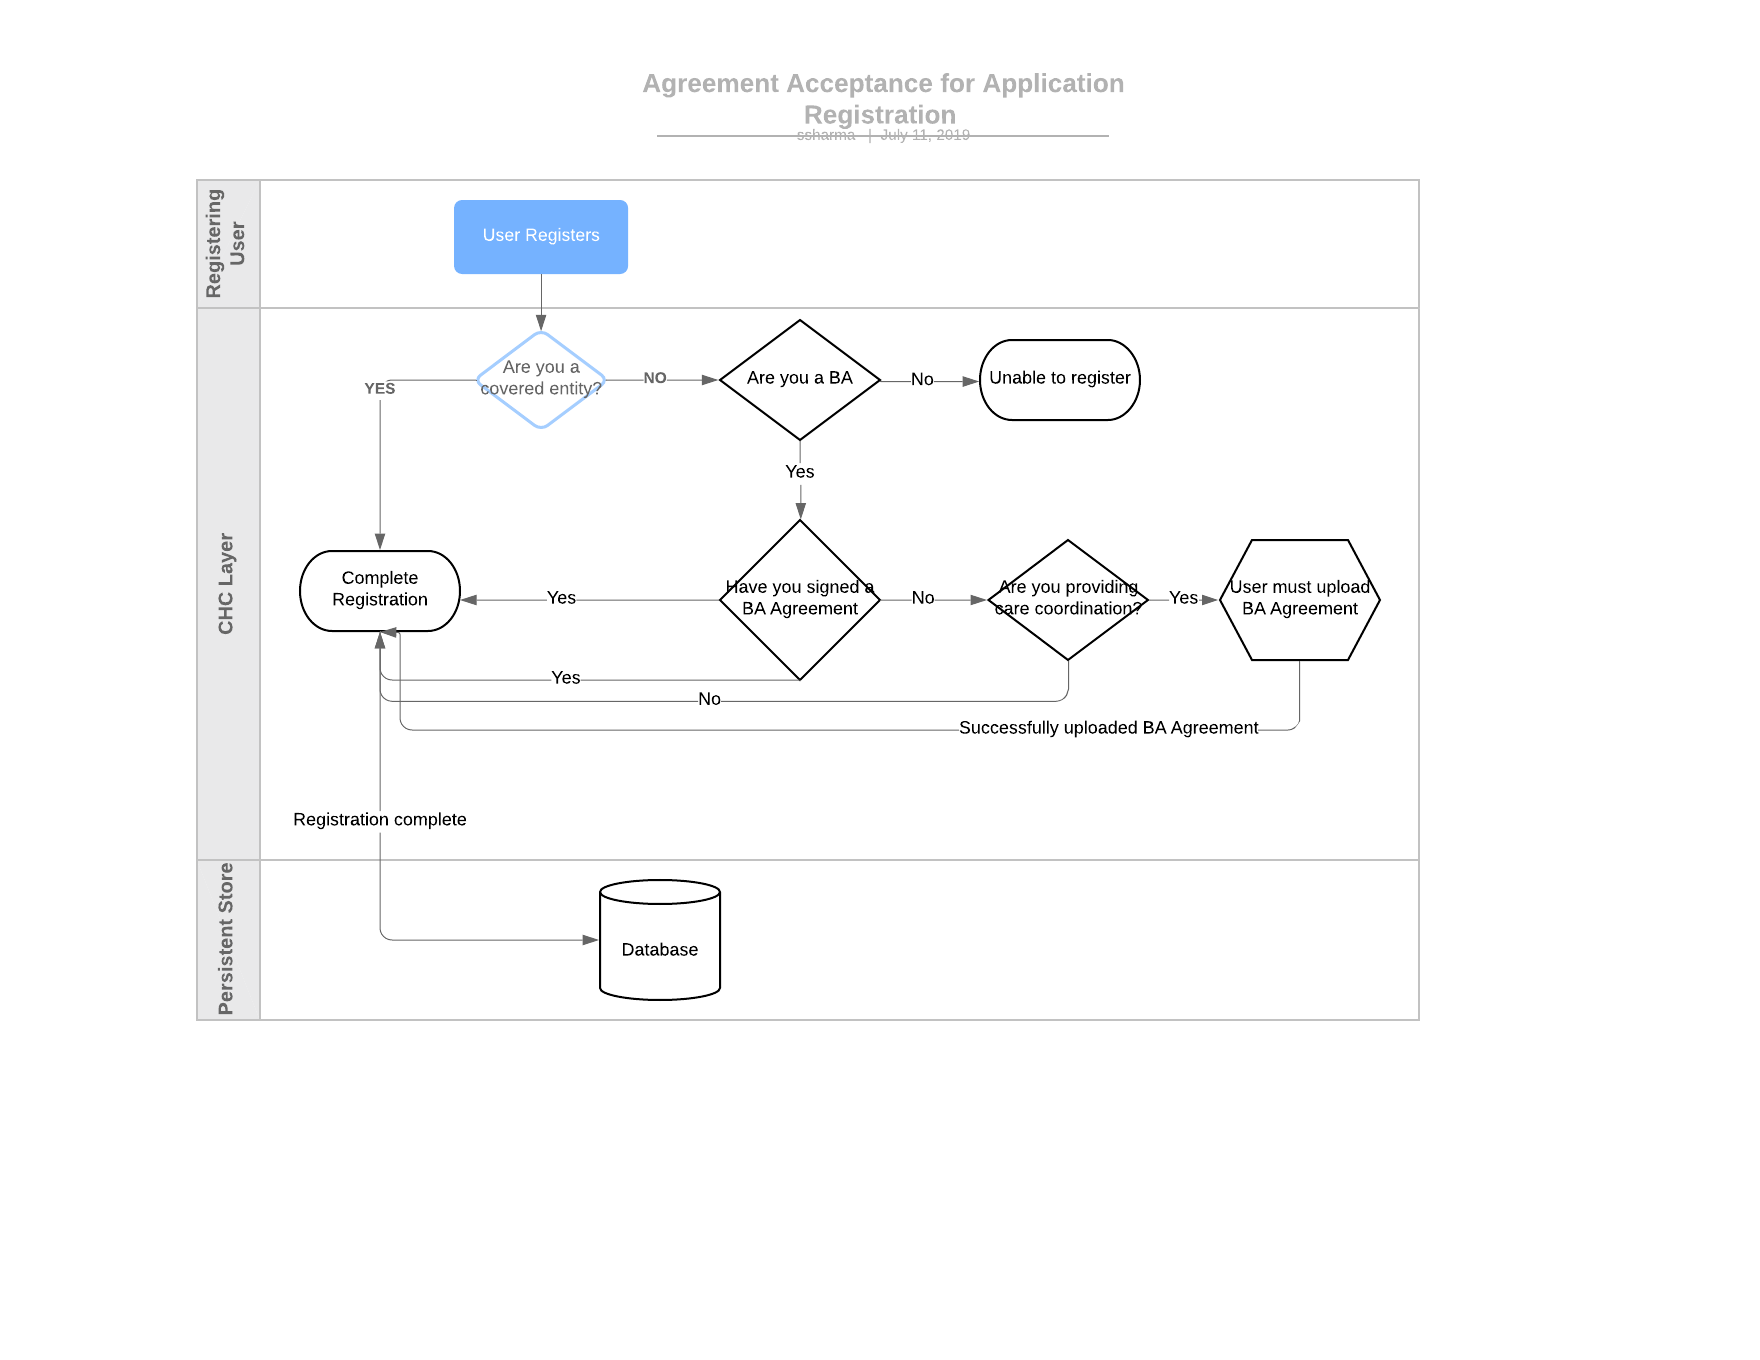 Agreement Acceptance for Application
Registration
ssharma | July 11, 2019
Registering
User
User Registers
CHC Layer
Are you a
covered entity?
YES
NO
Are you a BA
No
Unable to register
Yes
Complete
Registration
Yes
Have you signed a
BA Agreement
No
Are you providing
care coordination?
Yes
User must upload
BA Agreement
Yes
No
Successfully uploaded BA Agreement
Registration complete
Persistent Store
Database